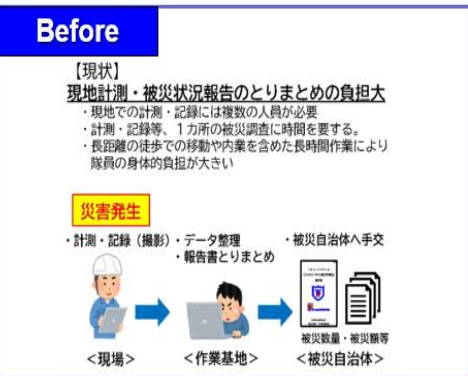 Before
【現状】
現地計測・被災状況報告のとりまとめの負担大
・現地での計測・記録には複数の人員が必要
・計測・記録等、１カ所の被災調査に時間を要する。
・長距離の徒歩での移動や内業を含めた長時間作業により
隊員の身体的負担が大きい
災害発生
・計測・記録（撮影）
・データ整理
・報告書とりまとめ
・被災自治体へ手交
被災数量・被災額等
＜現場＞
＜作業基地＞
＜被災自治体＞